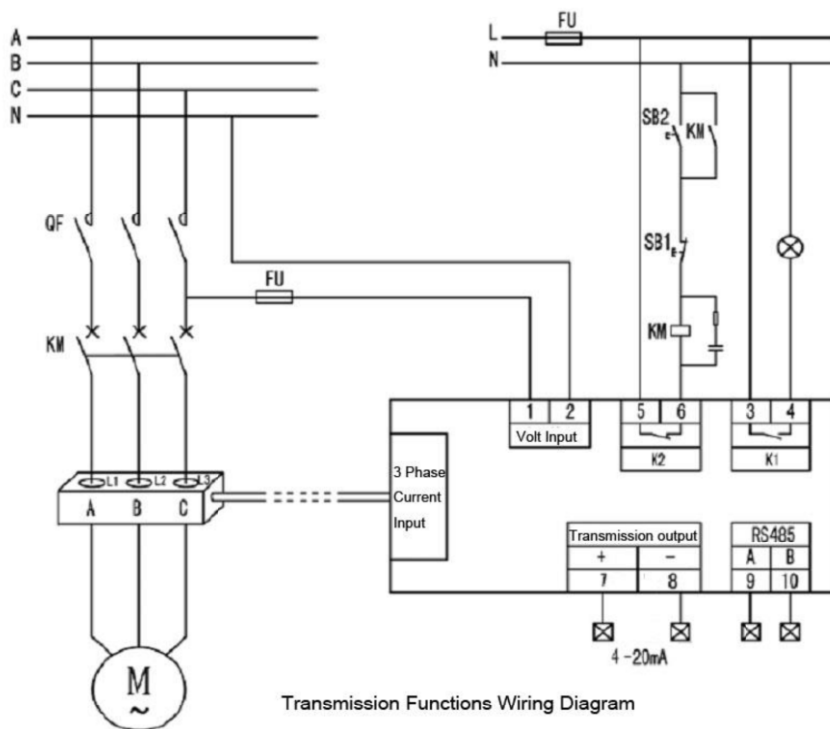 A
B
C
N
L
FU
N
SB2
KM
QF
SB1
FU
KM
KM
1 2
Volt Input
5 6
K2
3 4
K1
L1 L2 L3
A B C
3 Phase
Current
Input
Transmission output
+ −
7 8
RS485
A B
9 10
4-20mA
M
~
Transmission Functions Wiring Diagram